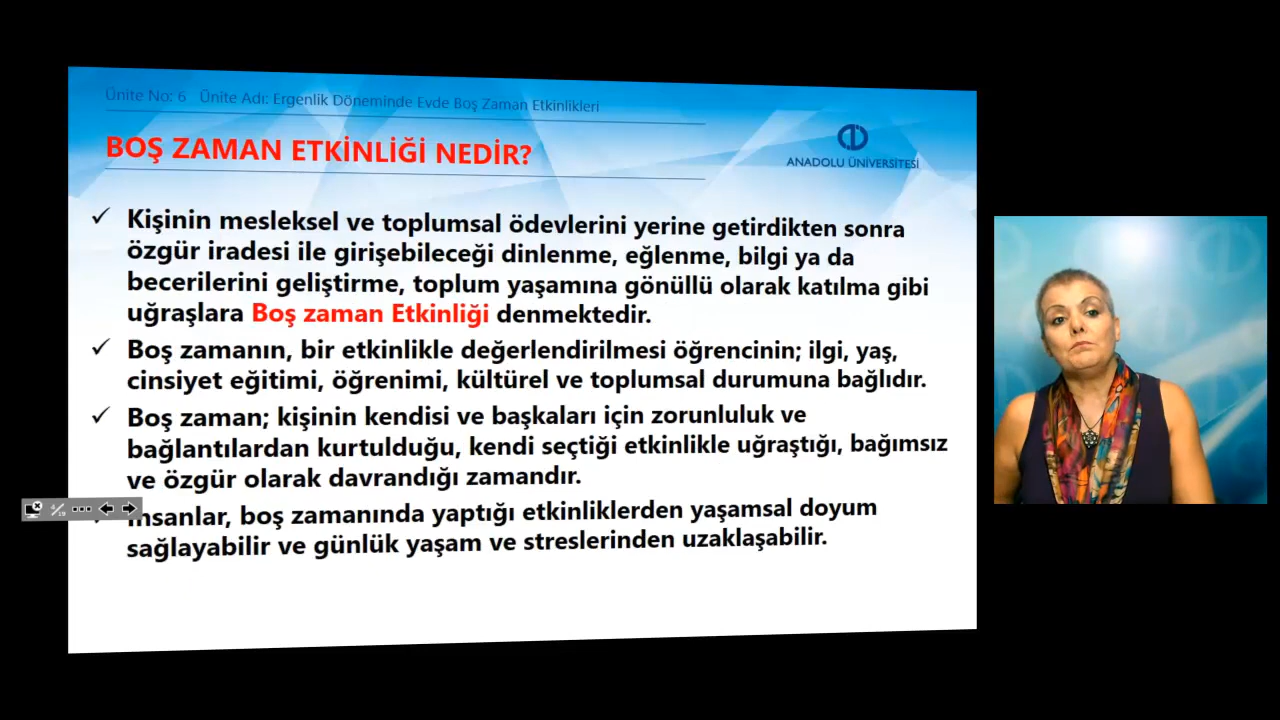 Ünite No: 6 Ünite Adı: Ergenlik Döneminde Evde Boş Zaman Etkinlikleri
BOŞ ZAMAN ETKİNLİĞİ NEDİR?
ANADOLU ÜNİVERSİTESİ
✓ Kişinin mesleksel ve toplumsal ödevlerini yerine getirdikten sonra
özgür iradesi ile girişebileceği dinlenme, eğlenme, bilgi ya da
becerilerini geliştirme, toplum yaşamına gönüllü olarak katılma gibi
uğraşlara Boş zaman Etkinliği denmektedir.
✓ Boş zamanın, bir etkinlikle değerlendirilmesi öğrencinin; ilgi, yaş,
cinsiyet eğitimi, öğrenimi, kültürel ve toplumsal durumuna bağlıdır.
✓ Boş zaman; kişinin kendisi ve başkaları için zorunluluk ve
bağlantılardan kurtulduğu, kendi seçtiği etkinlikle uğraştığı, bağımsız
ve özgür olarak davrandığı zamandır.
İnsanlar, boş zamanında yaptığı etkinliklerden yaşamsal doyum
sağlayabilir ve günlük yaşam ve streslerinden uzaklaşabilir.
4/19